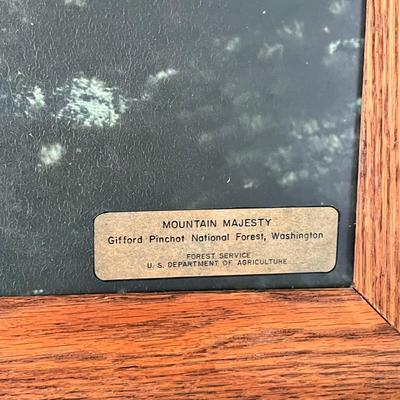 MOUNTAIN MAJESTY
Gifford Pinchot National Forest, Washington
FOREST SERVICE
U. S. DEPARTMENT OF AGRICULTURE